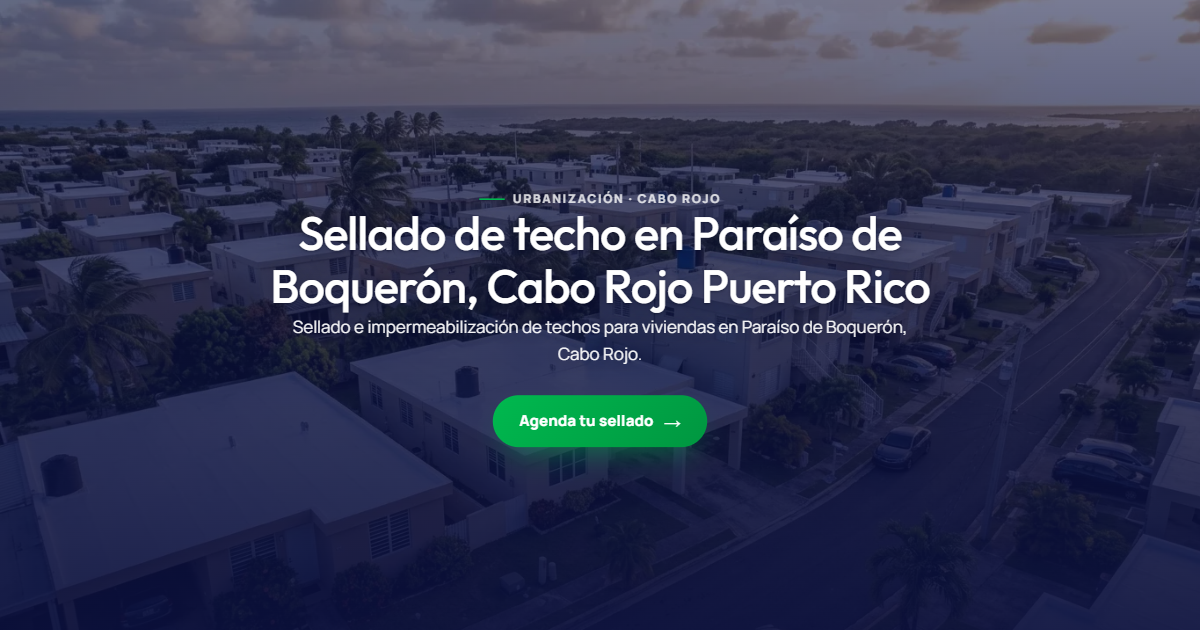 URBANIZACIÓN · CABO ROJO
Sellado de techo en Paraíso de
Boquerón, Cabo Rojo Puerto Rico
Sellado e impermeabilización de techos para viviendas en Paraíso de Boquerón,
Cabo Rojo.
Agenda tu sellado →